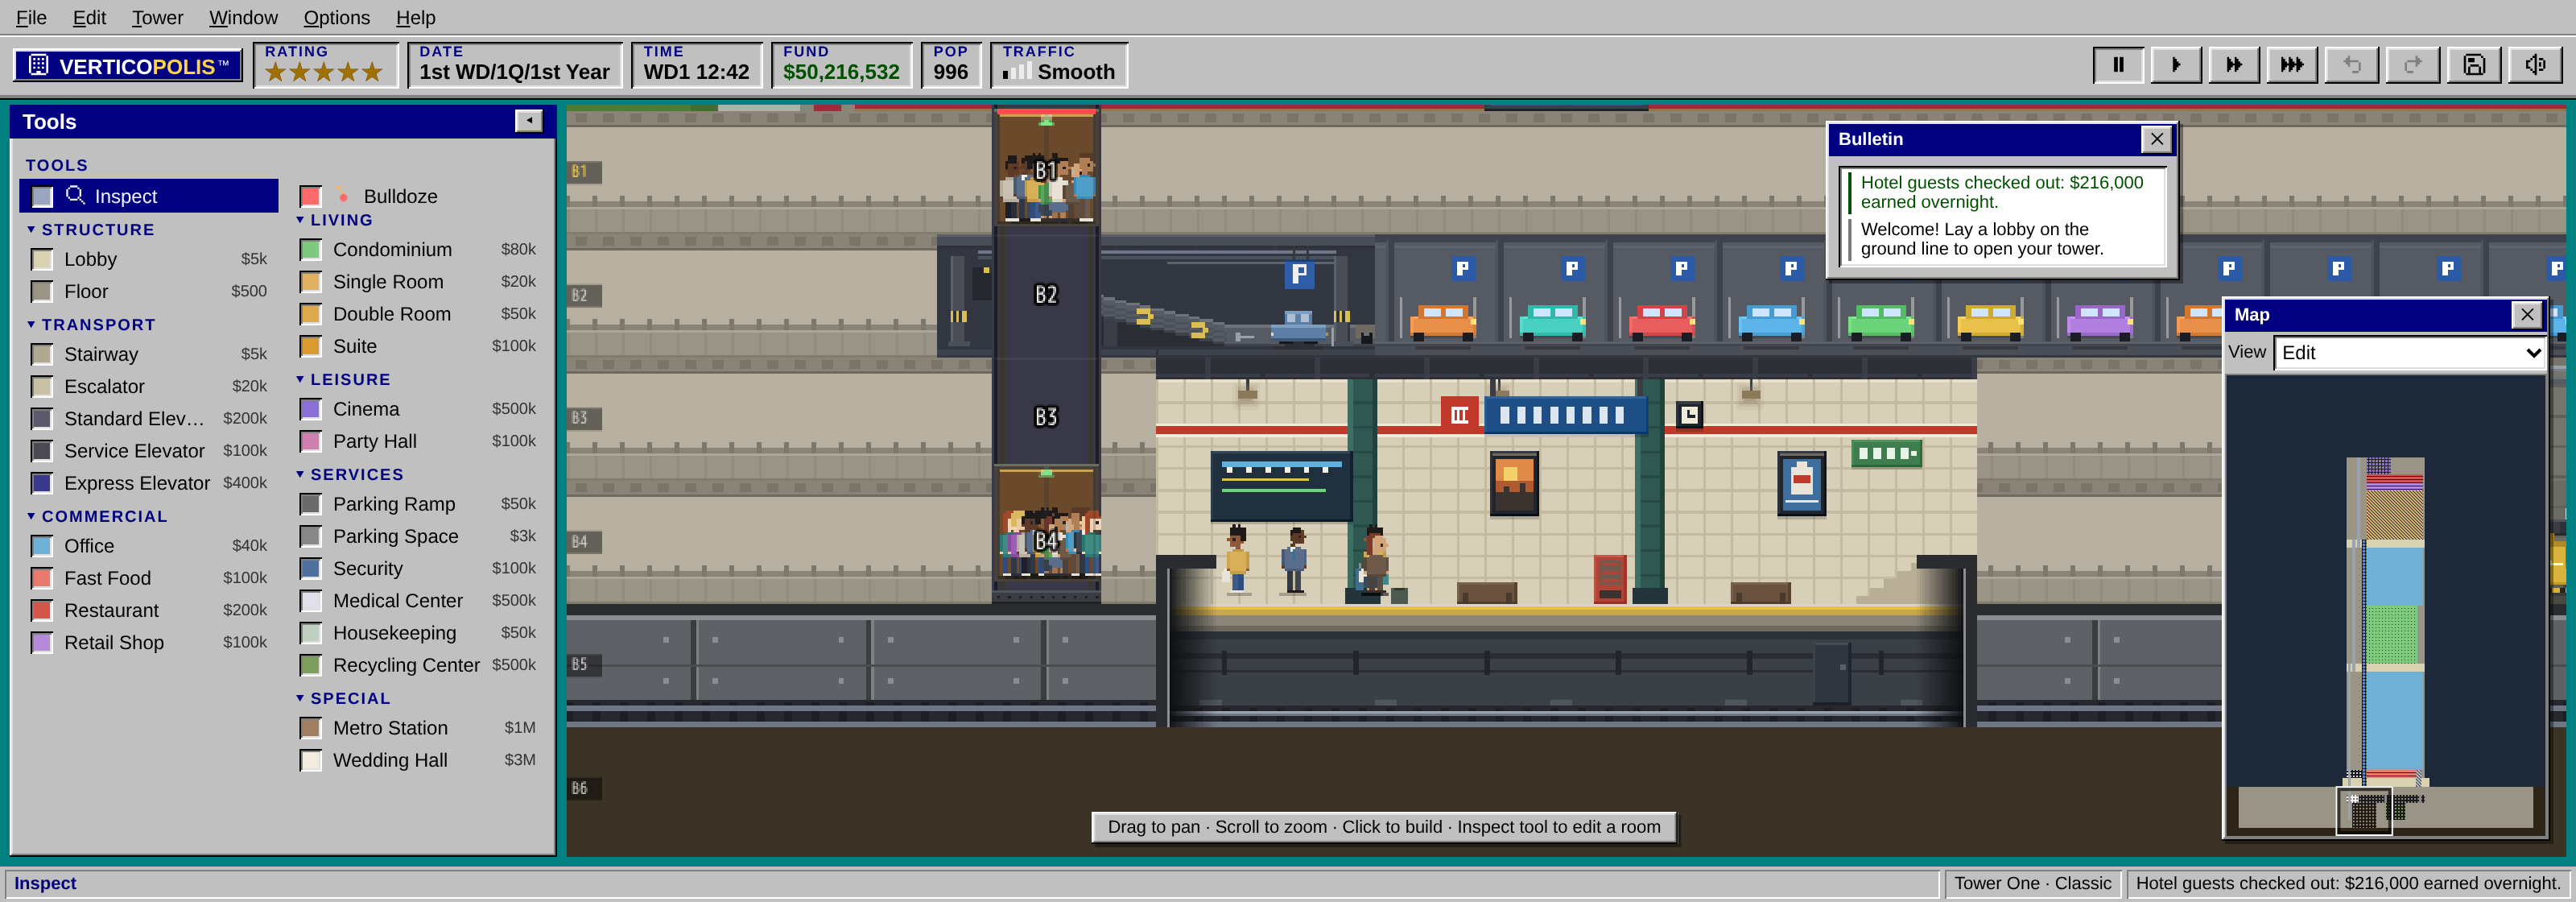 File Edit Tower Window Options Help
VERTICOPOLIS™
RATING
★★★★★
DATE
1st WD/1Q/1st Year
TIME
WD1 12:42
FUND
$50,216,532
POP
996
TRAFFIC
Smooth
Tools
TOOLS
Inspect
STRUCTURE
Lobby $5k
Floor $500
TRANSPORT
Stairway $5k
Escalator $20k
Standard Elev… $200k
Service Elevator $100k
Express Elevator $400k
COMMERCIAL
Office $40k
Fast Food $100k
Restaurant $200k
Retail Shop $100k
Bulldoze
LIVING
Condominium $80k
Single Room $20k
Double Room $50k
Suite $100k
LEISURE
Cinema $500k
Party Hall $100k
SERVICES
Parking Ramp $50k
Parking Space $3k
Security $100k
Medical Center $500k
Housekeeping $50k
Recycling Center $500k
SPECIAL
Metro Station $1M
Wedding Hall $3M
B1
B2
B3
B4
B5
B6
B1
B2
B3
B4
P
P P P P P P P P
Bulletin
Hotel guests checked out: $216,000
earned overnight.
Welcome! Lay a lobby on the
ground line to open your tower.
Map
View Edit
Drag to pan · Scroll to zoom · Click to build · Inspect tool to edit a room
Inspect
Tower One · Classic
Hotel guests checked out: $216,000 earned overnight.